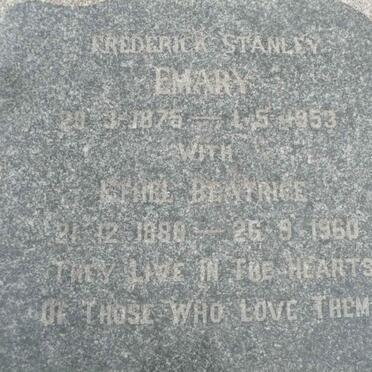 FREDERICK STANLEY
EMARY
20 3 1875 — 1.5.1953
WITH
ETHEL BEATRICE
21.12.1880 — 26.9.1960
THEY LIVE IN THE HEARTS
OF THOSE WHO LOVE THEM